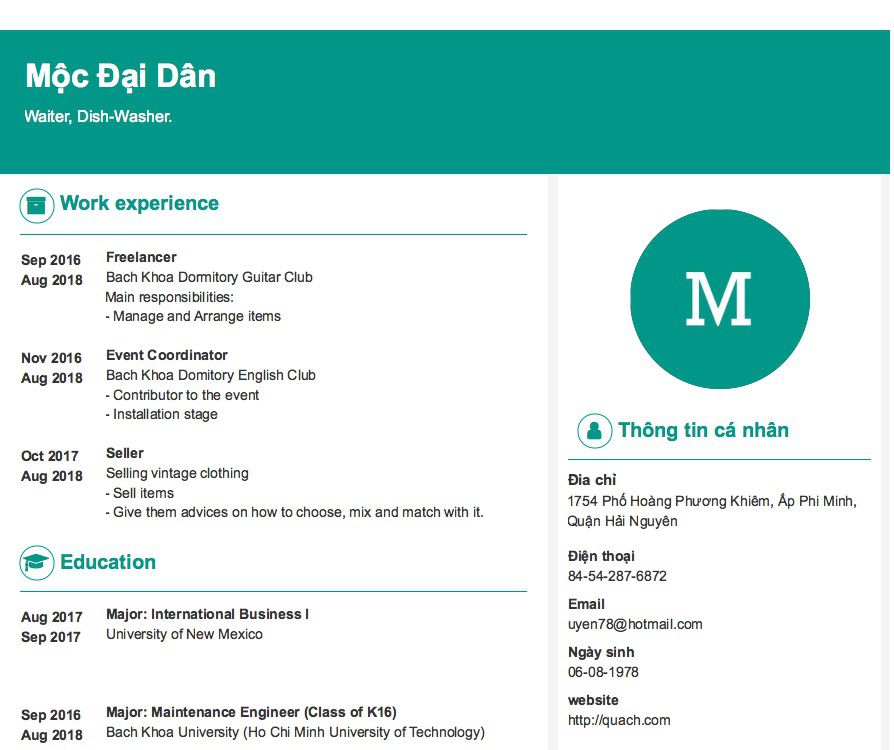 Mộc Đại Dân
Waiter, Dish-Washer.
Work experience
Sep 2016
Aug 2018
Freelancer
Bach Khoa Dormitory Guitar Club
Main responsibilities:
- Manage and Arrange items
Nov 2016
Aug 2018
Event Coordinator
Bach Khoa Domitory English Club
- Contributor to the event
- Installation stage
Oct 2017
Aug 2018
Seller
Selling vintage clothing
- Sell items
- Give them advices on how to choose, mix and match with it.
Education
Aug 2017
Sep 2017
Major: International Business I
University of New Mexico
Sep 2016
Aug 2018
Major: Maintenance Engineer (Class of K16)
Bach Khoa University (Ho Chi Minh University of Technology)
M
Thông tin cá nhân
Đia chỉ
1754 Phố Hoàng Phương Khiêm, Ấp Phi Minh,
Quận Hải Nguyên
Điện thoại
84-54-287-6872
Email
uyen78@hotmail.com
Ngày sinh
06-08-1978
website
http://quach.com